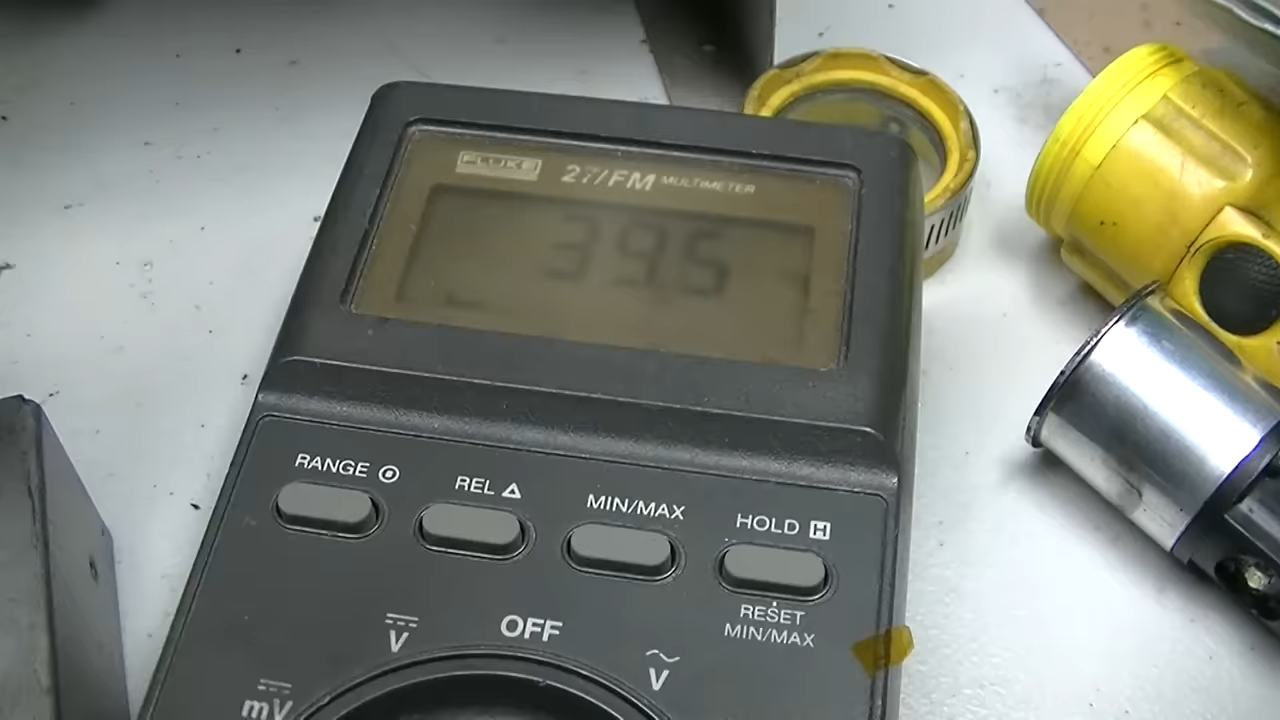 FLUKE 27/FM MULTIMETER
39.5
RANGE
REL △
MIN/MAX
HOLD H
RESET
MIN/MAX
OFF
V
V
mV